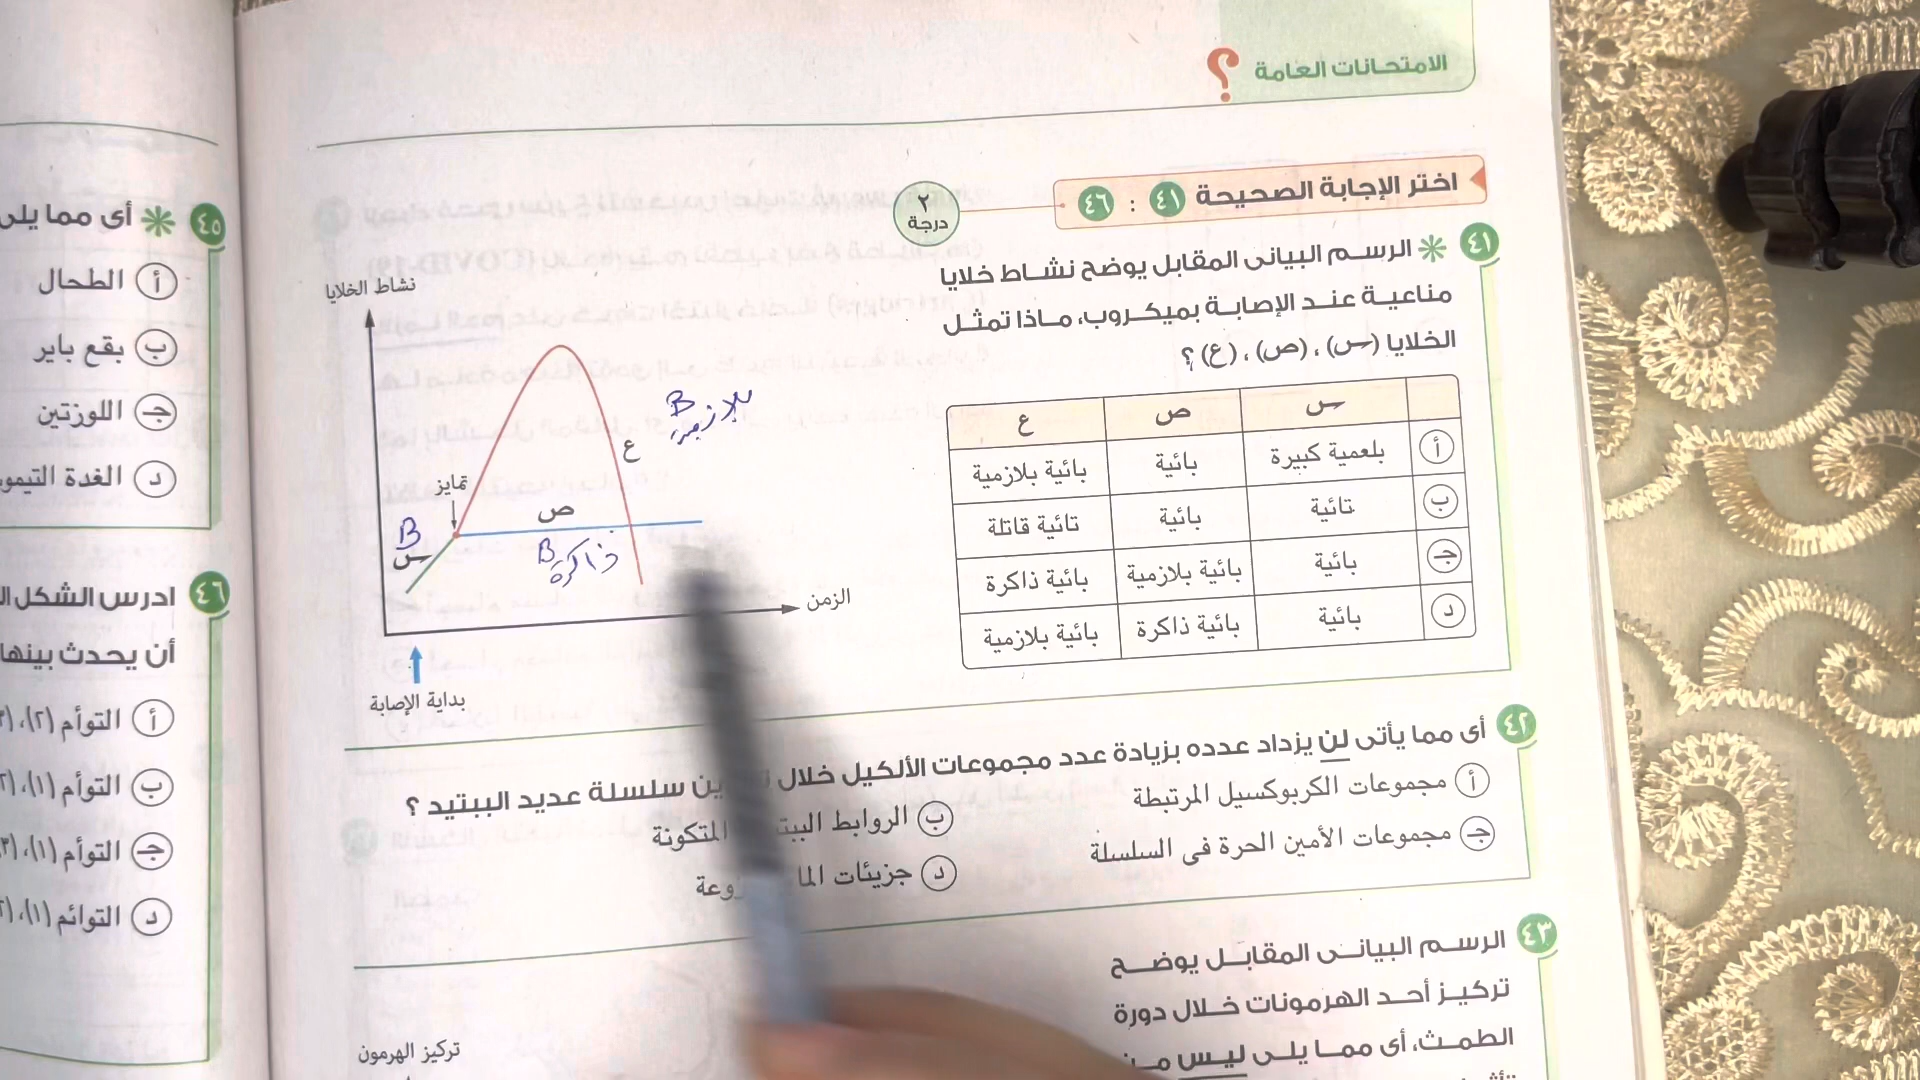 الامتحانات العامة ؟
اختر الإجابة الصحيحة ٤١ : ٤٦
٢ درجة
٤١ * الرسم البيانى المقابل يوضح نشاط خلايا
مناعية عند الإصابة بميكروب، ماذا تمثل
الخلايا (س)، (ص)، (ع) ؟
س ص ع
أ بلعمية كبيرة بائية بائية بلازمية
ب تائية بائية تائية قاتلة
ج بائية بائية بلازمية بائية ذاكرة
د بائية بائية ذاكرة بائية بلازمية
نشاط الخلايا
B بلازمية
ع
تمايز
ص
B
س
B ذاكرة
الزمن
بداية الإصابة
٤٢ أى مما يأتى لن يزداد عدده بزيادة عدد مجموعات الألكيل خلال سلسلة عديد الببتيد ؟
أ مجموعات الكربوكسيل المرتبطة
ب الروابط المتكونة
ج مجموعات الأمين الحرة فى السلسلة
د جزيئات
٤٣ الرسم البيانى المقابل يوضح
تركيز أحد الهرمونات خلال دورة
الطمث، أى مما يلى ليس
تركيز الهرمون
٤٥ * أى مما يلى
أ الطحال
ب بقع باير
ج اللوزتين
د الغدة
٤٦ ادرس الشكل
أن يحدث بينها
أ التوأم (٢)،
ب التوأم (١)،
ج التوأم (١)،
د التوائم (١)،